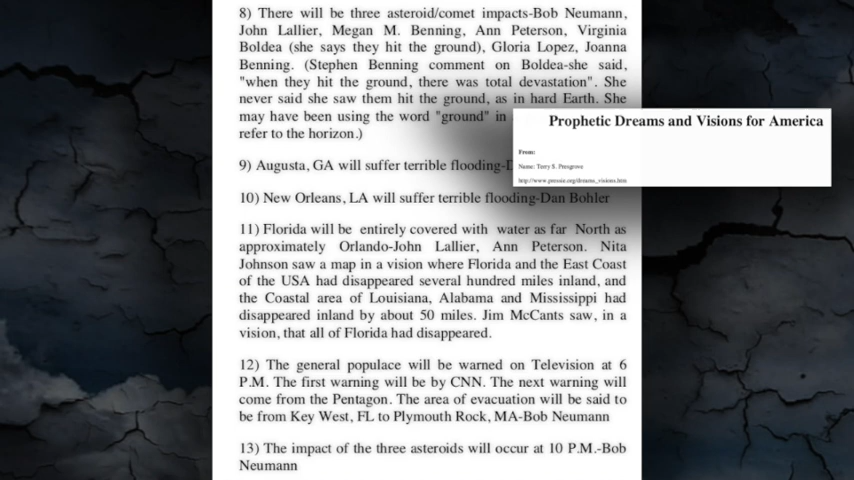 8) There will be three asteroid/comet impacts-Bob Neumann,
John Lallier, Megan M. Benning, Ann Peterson, Virginia
Boldea (she says they hit the ground), Gloria Lopez, Joanna
Benning. (Stephen Benning comment on Boldea-she said,
"when they hit the ground, there was total devastation". She
never said she saw them hit the ground, as in hard Earth. She
may have been using the word "ground" in
refer to the horizon.)
Prophetic Dreams and Visions for America
From:
Name: Terry S.
9) Augusta, GA will suffer terrible flooding-D
10) New Orleans, LA will suffer terrible flooding-Dan Bohler
11) Florida will be entirely covered with water as far North as
approximately Orlando-John Lallier, Ann Peterson. Nita
Johnson saw a map in a vision where Florida and the East Coast
of the USA had disappeared several hundred miles inland, and
the Coastal area of Louisiana, Alabama and Mississippi had
disappeared inland by about 50 miles. Jim McCants saw, in a
vision, that all of Florida had disappeared.
12) The general populace will be warned on Television at 6
P.M. The first warning will be by CNN. The next warning will
come from the Pentagon. The area of evacuation will be said to
be from Key West, FL to Plymouth Rock, MA-Bob Neumann
13) The impact of the three asteroids will occur at 10 P.M.-Bob
Neumann